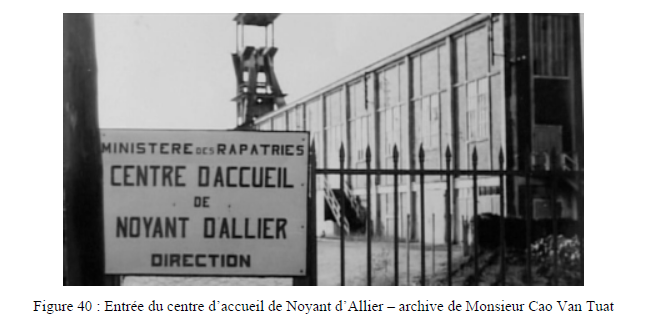 MINISTERE DES RAPATRIES
CENTRE D'ACCUEIL
DE
NOYANT D'ALLIER
DIRECTION
Figure 40 : Entrée du centre d’accueil de Noyant d’Allier – archive de Monsieur Cao Van Tuat